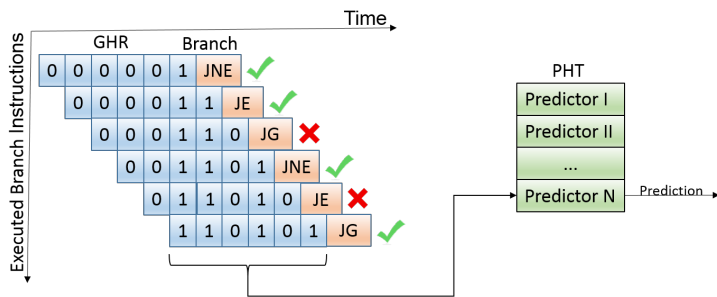 Time
Executed Branch Instructions
GHR Branch
0 0 0 0 0 1 JNE
0 0 0 0 1 1 JE
0 0 0 1 1 0 JG
0 0 1 1 0 1 JNE
0 1 1 0 1 0 JE
1 1 0 1 0 1 JG
PHT
Predictor I
Predictor II
...
Predictor N
Prediction